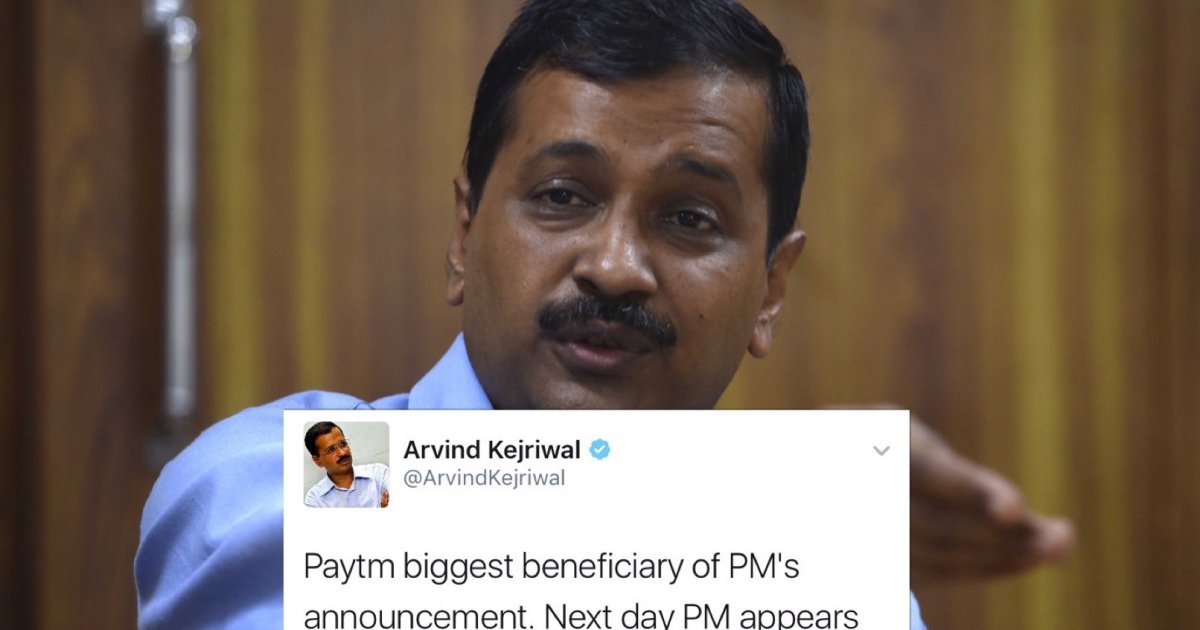 Arvind Kejriwal
@ArvindKejriwal
Paytm biggest beneficiary of PM's
announcement. Next day PM appears